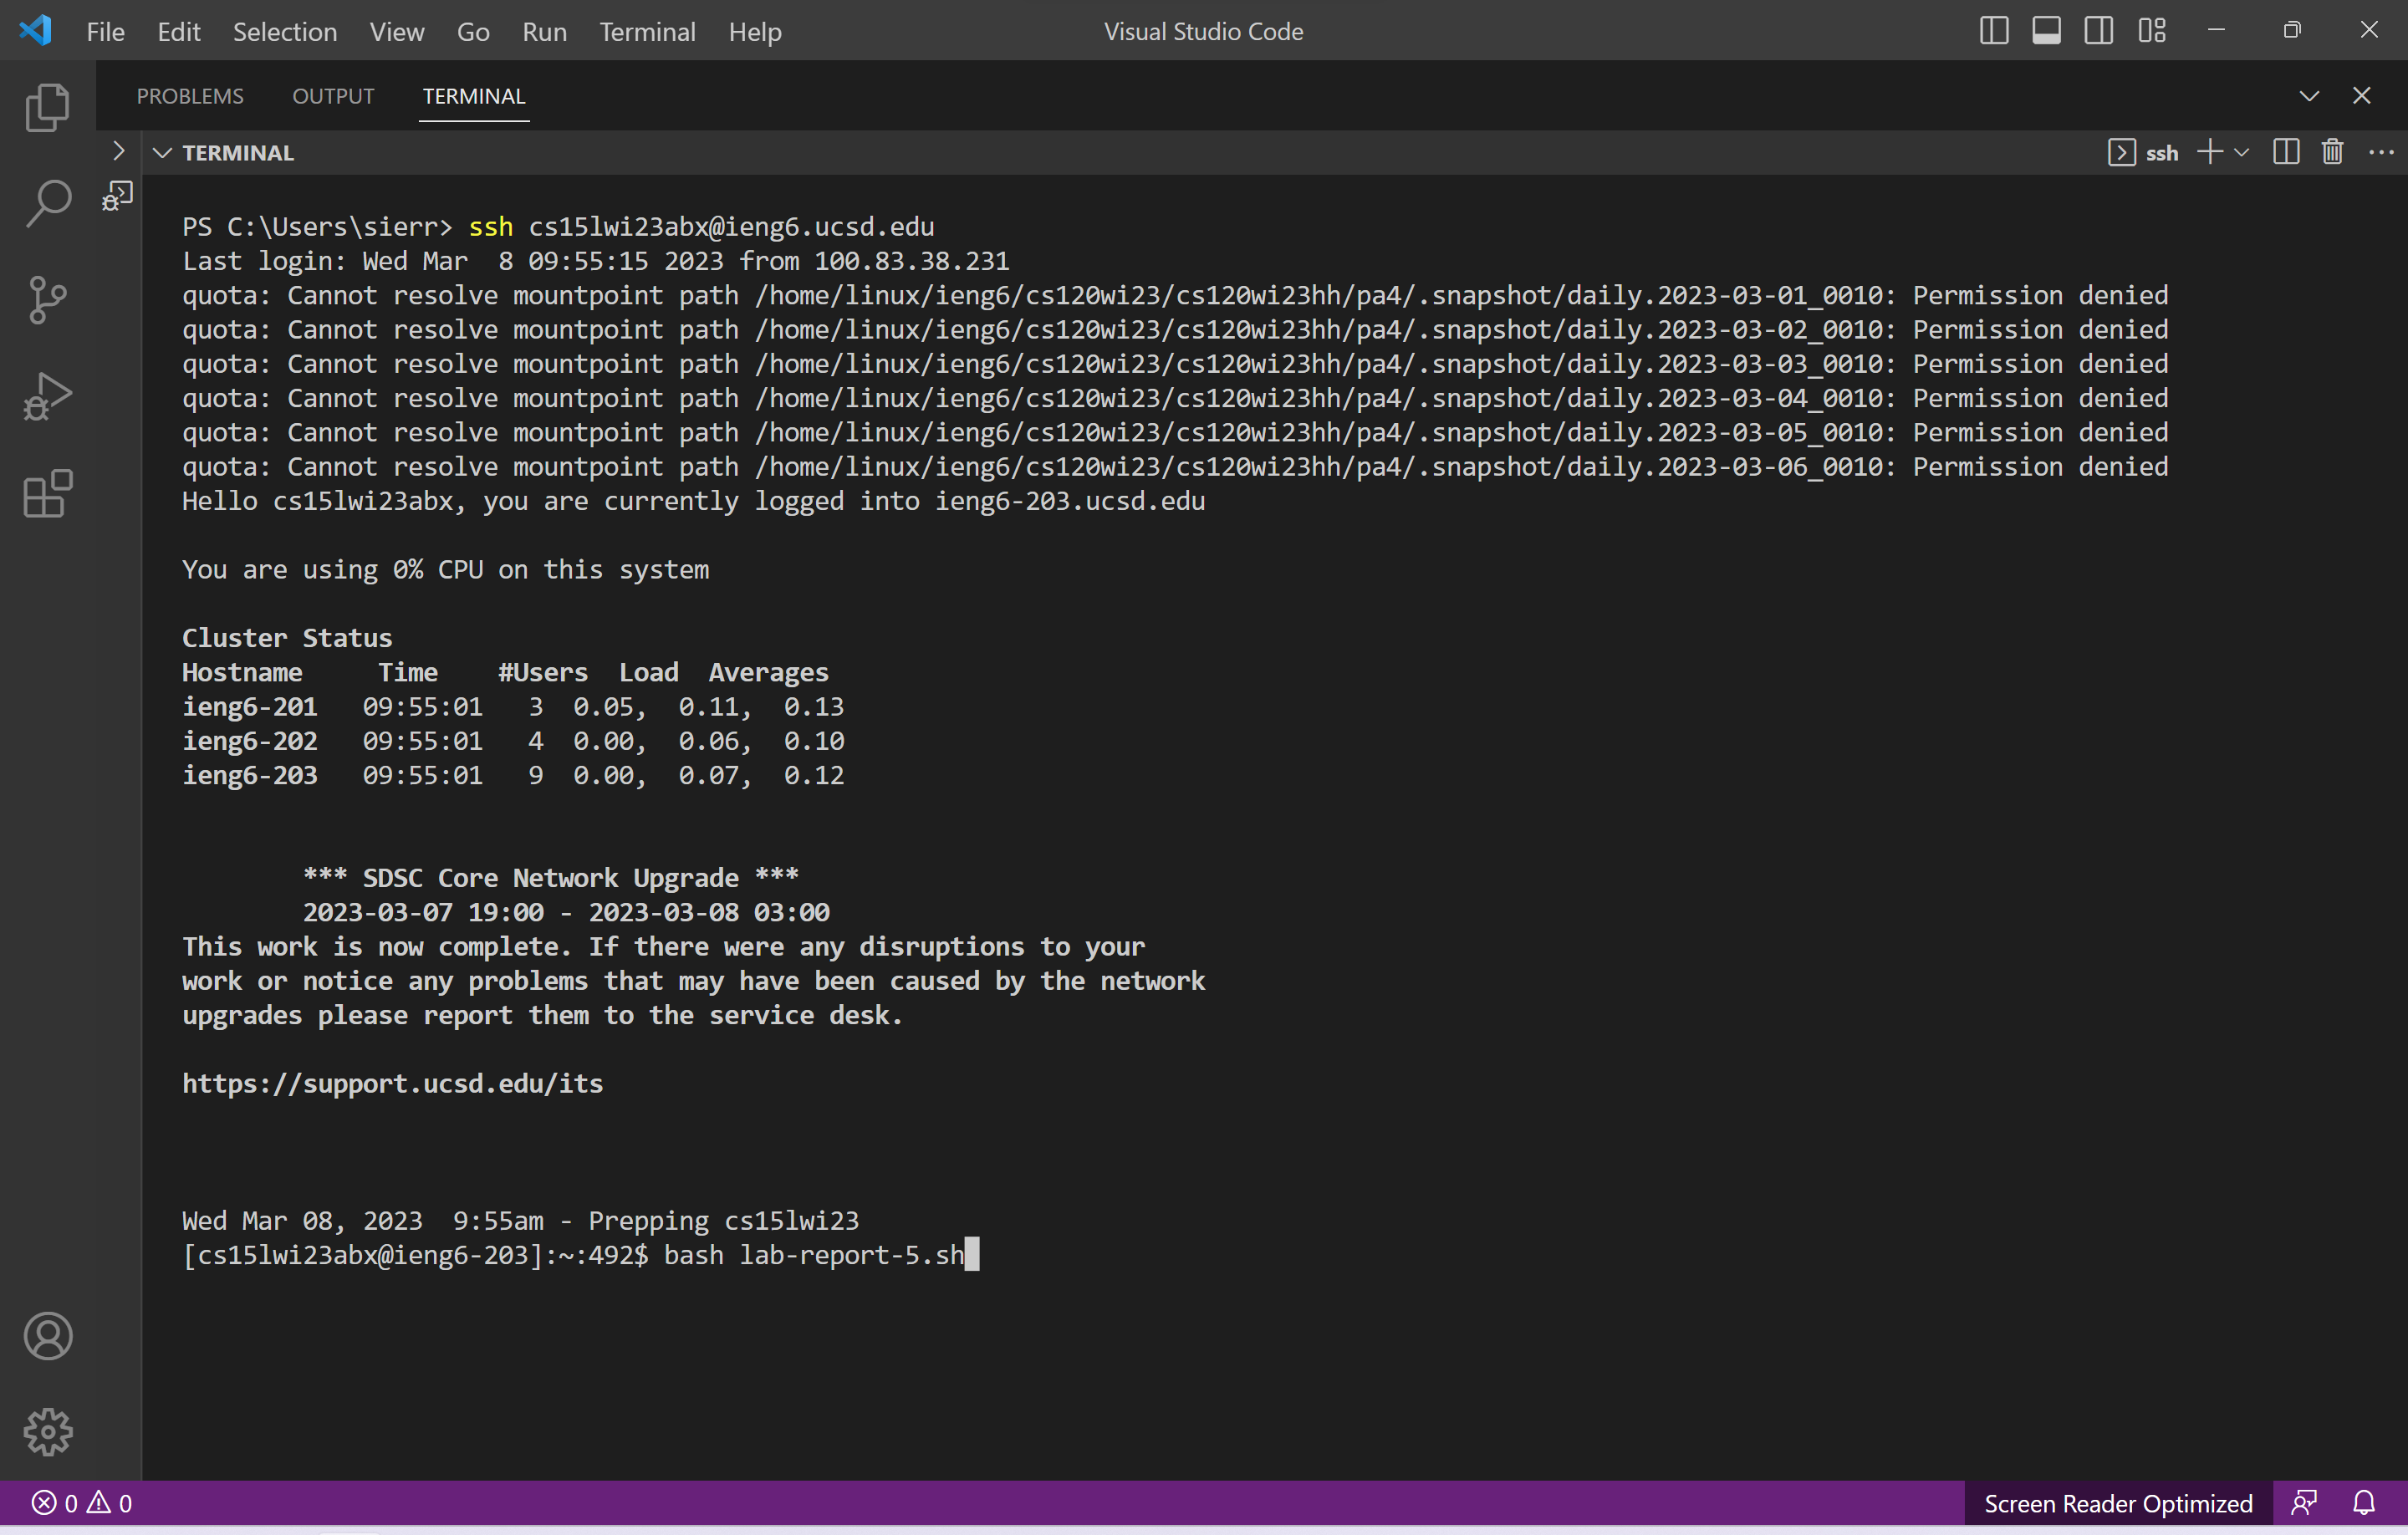 File Edit Selection View Go Run Terminal Help Visual Studio Code
PROBLEMS OUTPUT TERMINAL
TERMINAL ssh
PS C:\Users\sierr> ssh cs15lwi23abx@ieng6.ucsd.edu
Last login: Wed Mar  8 09:55:15 2023 from 100.83.38.231
quota: Cannot resolve mountpoint path /home/linux/ieng6/cs120wi23/cs120wi23hh/pa4/.snapshot/daily.2023-03-01_0010: Permission denied
quota: Cannot resolve mountpoint path /home/linux/ieng6/cs120wi23/cs120wi23hh/pa4/.snapshot/daily.2023-03-02_0010: Permission denied
quota: Cannot resolve mountpoint path /home/linux/ieng6/cs120wi23/cs120wi23hh/pa4/.snapshot/daily.2023-03-03_0010: Permission denied
quota: Cannot resolve mountpoint path /home/linux/ieng6/cs120wi23/cs120wi23hh/pa4/.snapshot/daily.2023-03-04_0010: Permission denied
quota: Cannot resolve mountpoint path /home/linux/ieng6/cs120wi23/cs120wi23hh/pa4/.snapshot/daily.2023-03-05_0010: Permission denied
quota: Cannot resolve mountpoint path /home/linux/ieng6/cs120wi23/cs120wi23hh/pa4/.snapshot/daily.2023-03-06_0010: Permission denied
Hello cs15lwi23abx, you are currently logged into ieng6-203.ucsd.edu
You are using 0% CPU on this system
Cluster Status
Hostname     Time    #Users  Load  Averages
ieng6-201   09:55:01   3  0.05,  0.11,  0.13
ieng6-202   09:55:01   4  0.00,  0.06,  0.10
ieng6-203   09:55:01   9  0.00,  0.07,  0.12
*** SDSC Core Network Upgrade ***
2023-03-07 19:00 - 2023-03-08 03:00
This work is now complete. If there were any disruptions to your
work or notice any problems that may have been caused by the network
upgrades please report them to the service desk.
https://support.ucsd.edu/its
Wed Mar 08, 2023  9:55am - Prepping cs15lwi23
[cs15lwi23abx@ieng6-203]:~:492$ bash lab-report-5.sh
0 0 Screen Reader Optimized